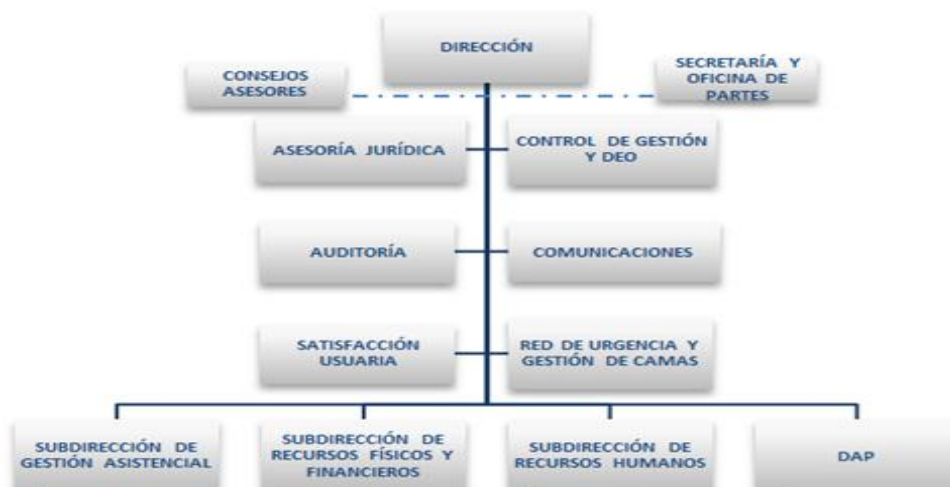 DIRECCIÓN
CONSEJOS
ASESORES
SECRETARÍA Y
OFICINA DE
PARTES
ASESORÍA JURÍDICA
CONTROL DE GESTIÓN
Y DEO
AUDITORÍA
COMUNICACIONES
SATISFACCIÓN
USUARIA
RED DE URGENCIA Y
GESTIÓN DE CAMAS
SUBDIRECCIÓN DE
GESTIÓN ASISTENCIAL
SUBDIRECCIÓN DE
RECURSOS FÍSICOS Y
FINANCIEROS
SUBDIRECCIÓN DE
RECURSOS HUMANOS
DAP